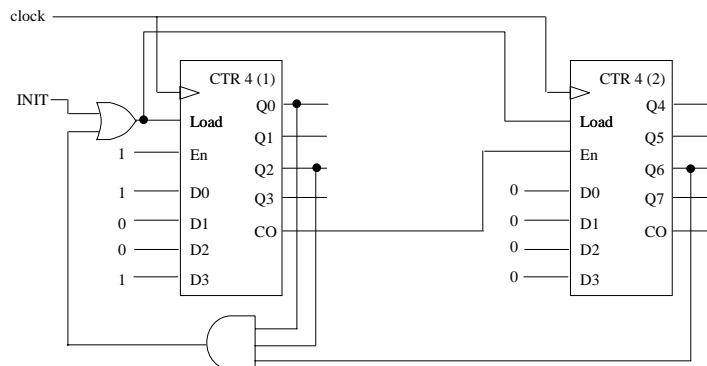 clock
CTR 4 (1)
CTR 4 (2)
INIT
Q0
Q4
Load
Q1
Load
Q5
1
En
Q2
En
Q6
1
D0
Q3
0
D0
Q7
0
D1
CO
0
D1
CO
0
D2
0
D2
1
D3
0
D3